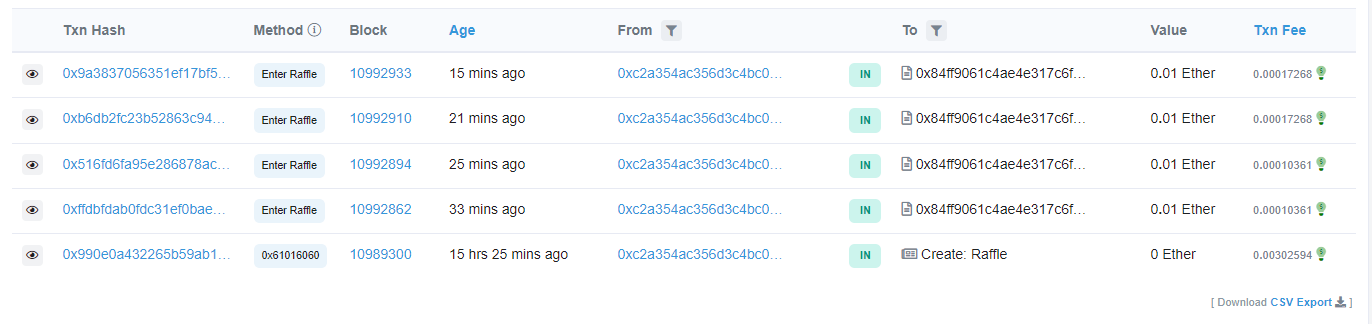 Txn Hash Method Block Age From To Value Txn Fee
0x9a3837056351ef17bf5... Enter Raffle 10992933 15 mins ago 0xc2a354ac356d3c4bc0... IN 0x84ff9061c4ae4e317c6f... 0.01 Ether 0.00017268
0xb6db2fc23b52863c94... Enter Raffle 10992910 21 mins ago 0xc2a354ac356d3c4bc0... IN 0x84ff9061c4ae4e317c6f... 0.01 Ether 0.00017268
0x516fd6fa95e286878ac... Enter Raffle 10992894 25 mins ago 0xc2a354ac356d3c4bc0... IN 0x84ff9061c4ae4e317c6f... 0.01 Ether 0.00010361
0xffdbfdab0fdc31ef0bae... Enter Raffle 10992862 33 mins ago 0xc2a354ac356d3c4bc0... IN 0x84ff9061c4ae4e317c6f... 0.01 Ether 0.00010361
0x990e0a432265b59ab1... 0x61016060 10989300 15 hrs 25 mins ago 0xc2a354ac356d3c4bc0... IN Create: Raffle 0 Ether 0.00302594
[ Download CSV Export ]